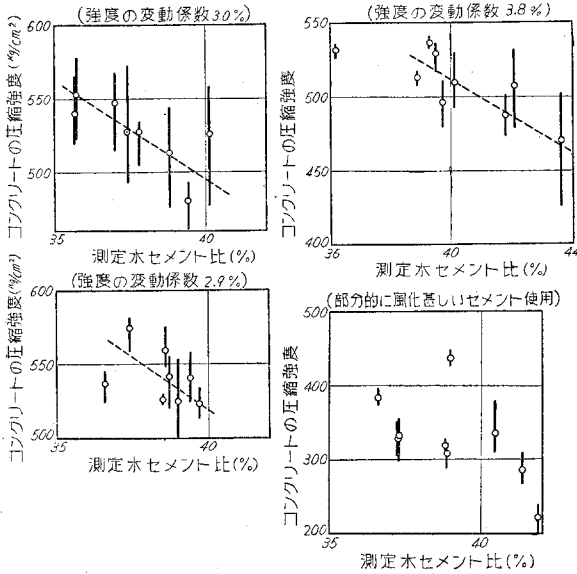 (強度の変動係数3.0%)
コンクリートの圧縮強度(kg/cm²)
600
550
500
35
40
測定水セメント比(%)
(強度の変動係数3.8%)
コンクリートの圧縮強度
550
500
450
400
36
40
44
測定水セメント比(%)
(強度の変動係数2.9%)
コンクリートの圧縮強度(kg/cm²)
600
550
500
35
40
測定水セメント比(%)
(部分的に風化甚しいセメント使用)
コンクリートの圧縮強度
500
400
300
200
35
40
測定水セメント比(%)